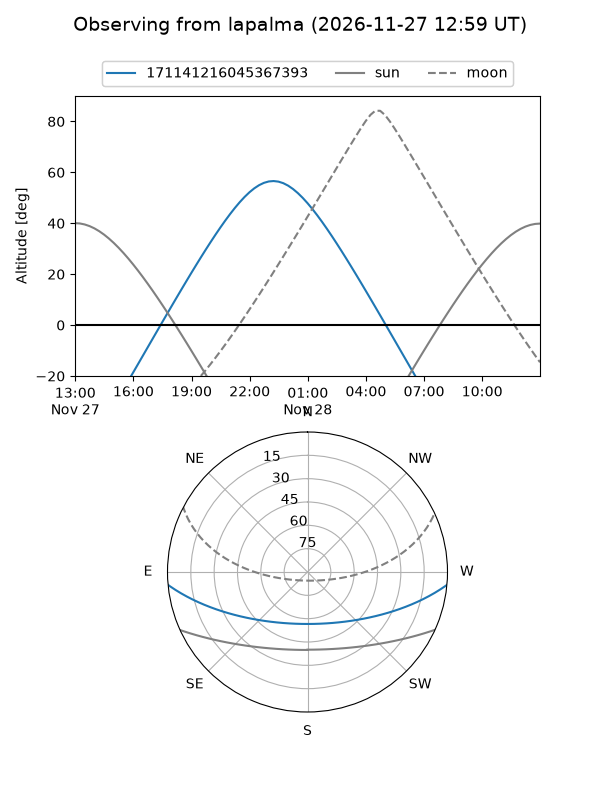 Observing from lapalma (2026-11-27 12:59 UT)
171141216045367393 sun moon
Altitude [deg]
80
60
40
20
0
−20
13:00 16:00 19:00 22:00 01:00 04:00 07:00 10:00
Nov 27 Nov 28
N
NE NW
15
30
45
60
75
E W
SE SW
S